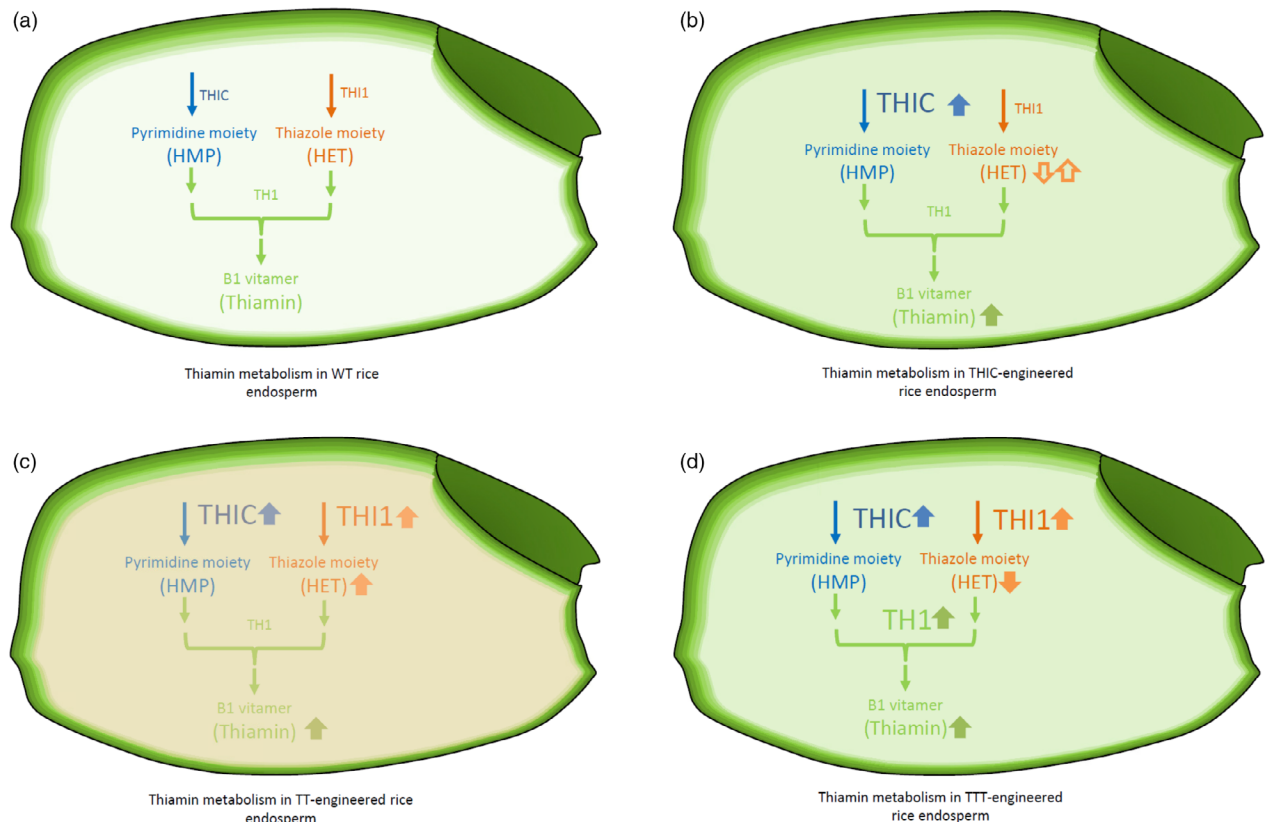 (a)
THIC
THI1
Pyrimidine moiety
(HMP)
Thiazole moiety
(HET)
TH1
B1 vitamer
(Thiamin)
Thiamin metabolism in WT rice
endosperm
(b)
THIC
THI1
Pyrimidine moiety
(HMP)
Thiazole moiety
(HET)
TH1
B1 vitamer
(Thiamin)
Thiamin metabolism in THIC-engineered
rice endosperm
(c)
THIC
THI1
Pyrimidine moiety
(HMP)
Thiazole moiety
(HET)
TH1
B1 vitamer
(Thiamin)
Thiamin metabolism in TT-engineered rice
endosperm
(d)
THIC
THI1
Pyrimidine moiety
(HMP)
Thiazole moiety
(HET)
TH1
B1 vitamer
(Thiamin)
Thiamin metabolism in TTT-engineered
rice endosperm